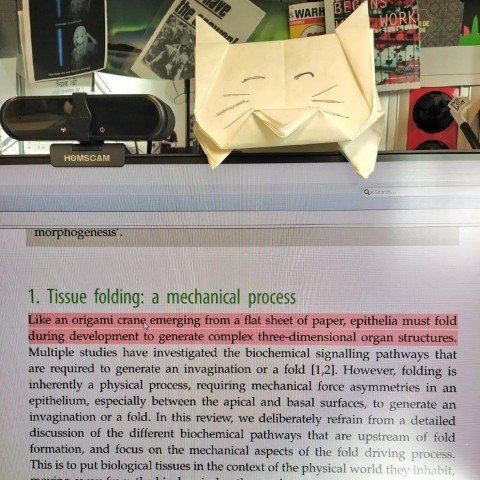 have
& WARK
BEGINS
WORK
HOMSCAM
search...
morphogenesis'.
1. Tissue folding: a mechanical process
Like an origami crane emerging from a flat sheet of paper, epithelia must fold
during development to generate complex three-dimensional organ structures.
Multiple studies have investigated the biochemical signalling pathways that
are required to generate an invagination or a fold [1,2]. However, folding is
inherently a physical process, requiring mechanical force asymmetries in an
epithelium, especially between the apical and basal surfaces, to generate an
invagination or a fold. In this review, we deliberately refrain from a detailed
discussion of the different biochemical pathways that are upstream of fold
formation, and focus on the mechanical aspects of the fold driving process.
This is to put biological tissues in the context of the physical world they inhabit,